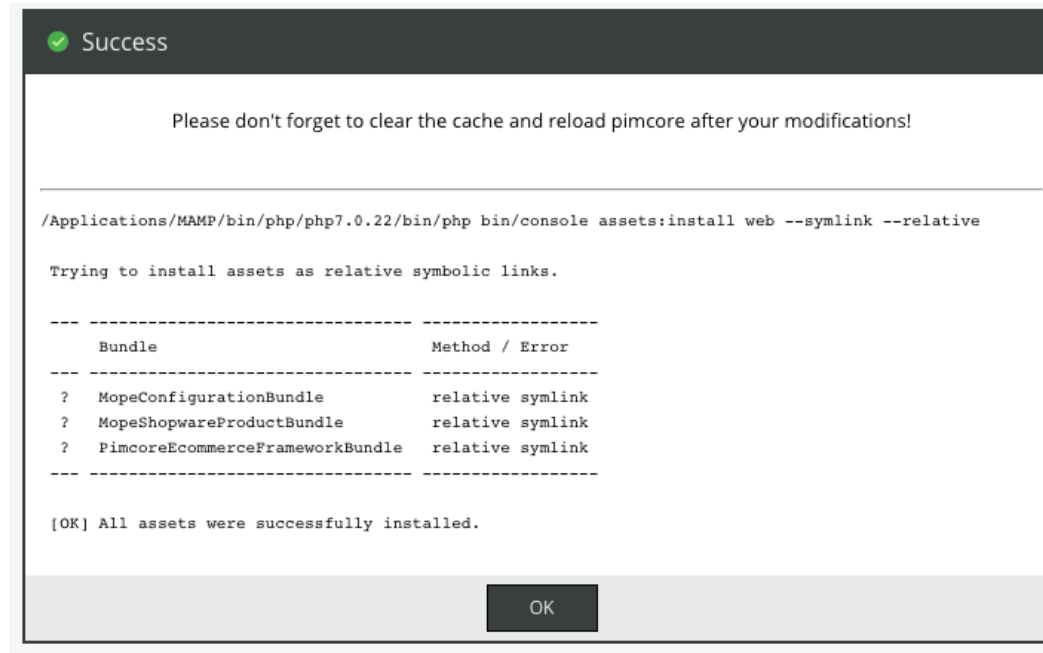 Success
Please don't forget to clear the cache and reload pimcore after your modifications!
/Applications/MAMP/bin/php/php7.0.22/bin/php bin/console assets:install web --symlink --relative
Trying to install assets as relative symbolic links.
--- --------------------------------- ------------------
Bundle Method / Error
--- --------------------------------- ------------------
? MopeConfigurationBundle relative symlink
? MopeShopwareProductBundle relative symlink
? PimcoreEcommerceFrameworkBundle relative symlink
--- --------------------------------- ------------------
[OK] All assets were successfully installed.
OK